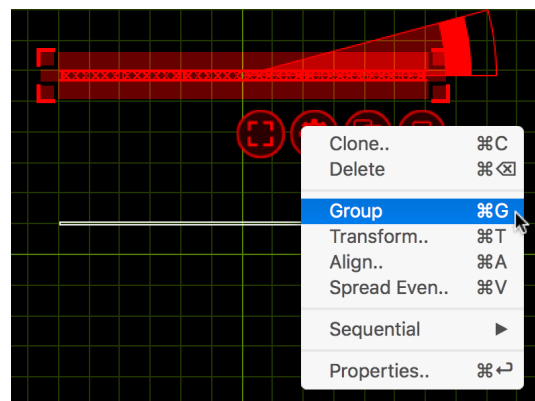 Clone.. ⌘C
Delete ⌘⌫
Group ⌘G
Transform.. ⌘T
Align.. ⌘A
Spread Even.. ⌘V
Sequential ▶
Properties.. ⌘↩